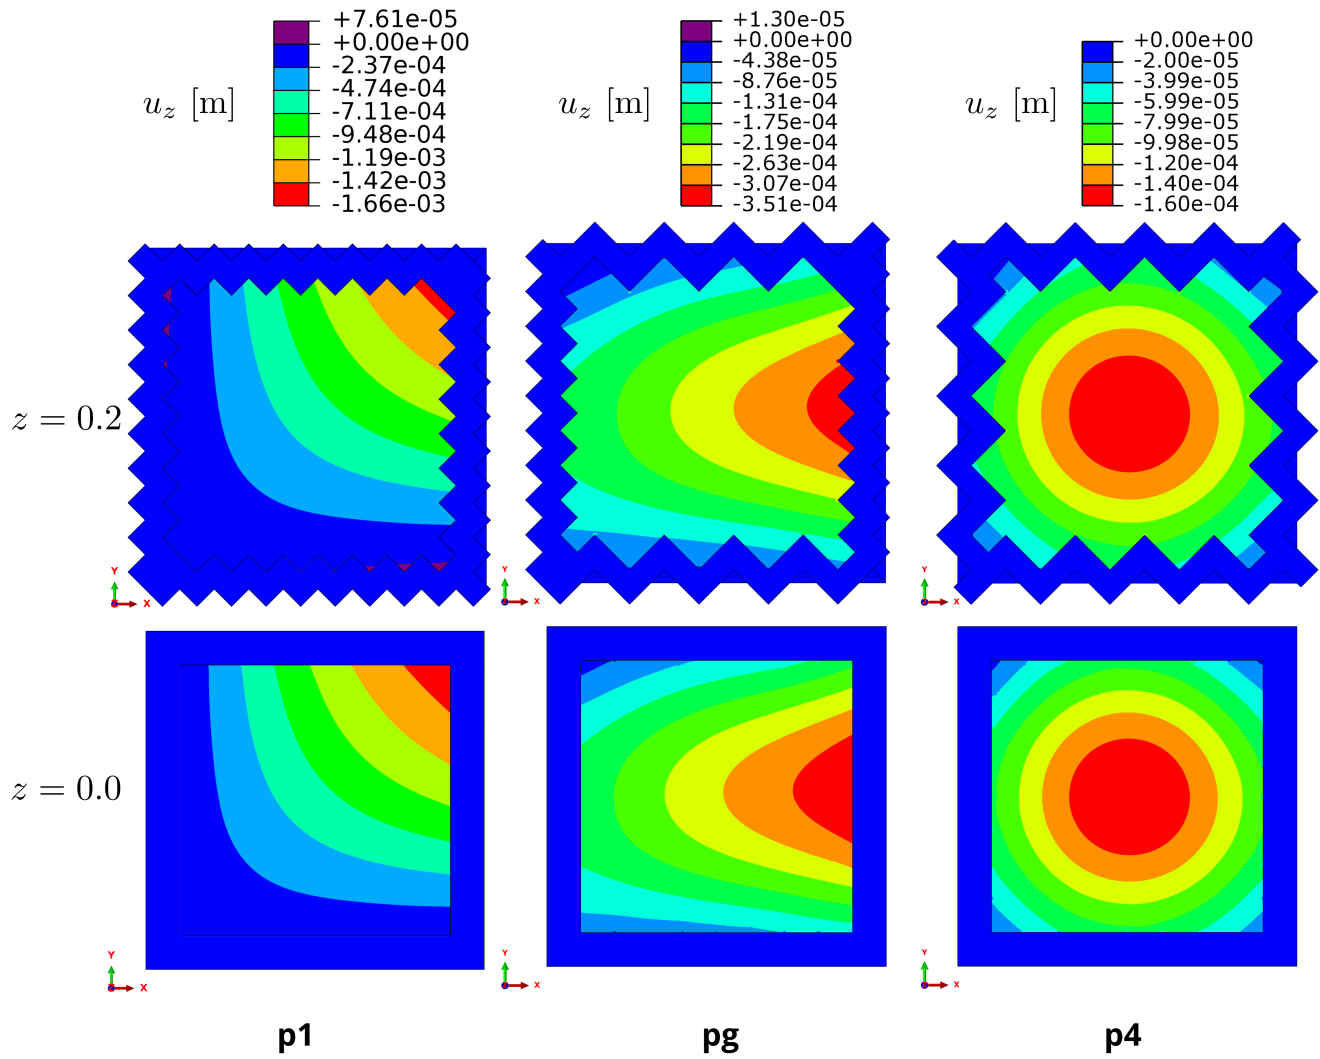 +7.61e-05
+0.00e+00
-2.37e-04
-4.74e-04
-7.11e-04
-9.48e-04
-1.19e-03
-1.42e-03
-1.66e-03
u_z [m]
+1.30e-05
+0.00e+00
-4.38e-05
-8.76e-05
-1.31e-04
-1.75e-04
-2.19e-04
-2.63e-04
-3.07e-04
-3.51e-04
u_z [m]
+0.00e+00
-2.00e-05
-3.99e-05
-5.99e-05
-7.99e-05
-9.98e-05
-1.20e-04
-1.40e-04
-1.60e-04
u_z [m]
z = 0.2
Y
X
Y
X
Y
X
z = 0.0
Y
X
Y
X
Y
X
p1
pg
p4